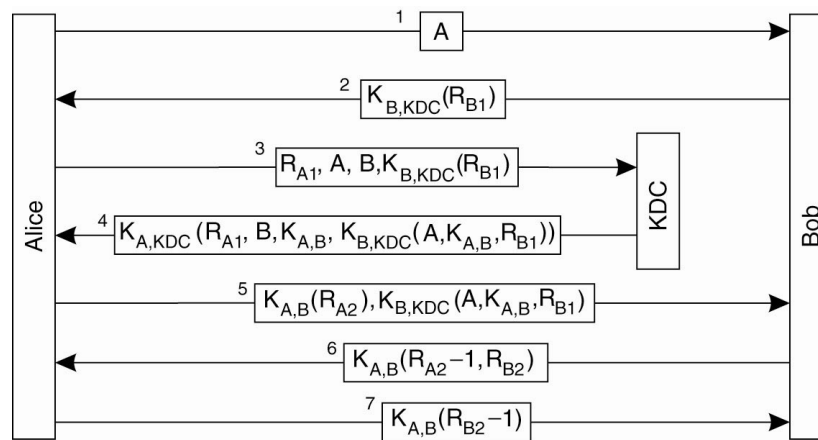 1 A
2 K_B,KDC(R_B1)
3 R_A1, A, B,K_B,KDC(R_B1)
4 K_A,KDC(R_A1, B,K_A,B, K_B,KDC(A,K_A,B,R_B1))
5 K_A,B(R_A2),K_B,KDC(A,K_A,B,R_B1)
6 K_A,B(R_A2−1,R_B2)
7 K_A,B(R_B2−1)
Alice
KDC
Bob